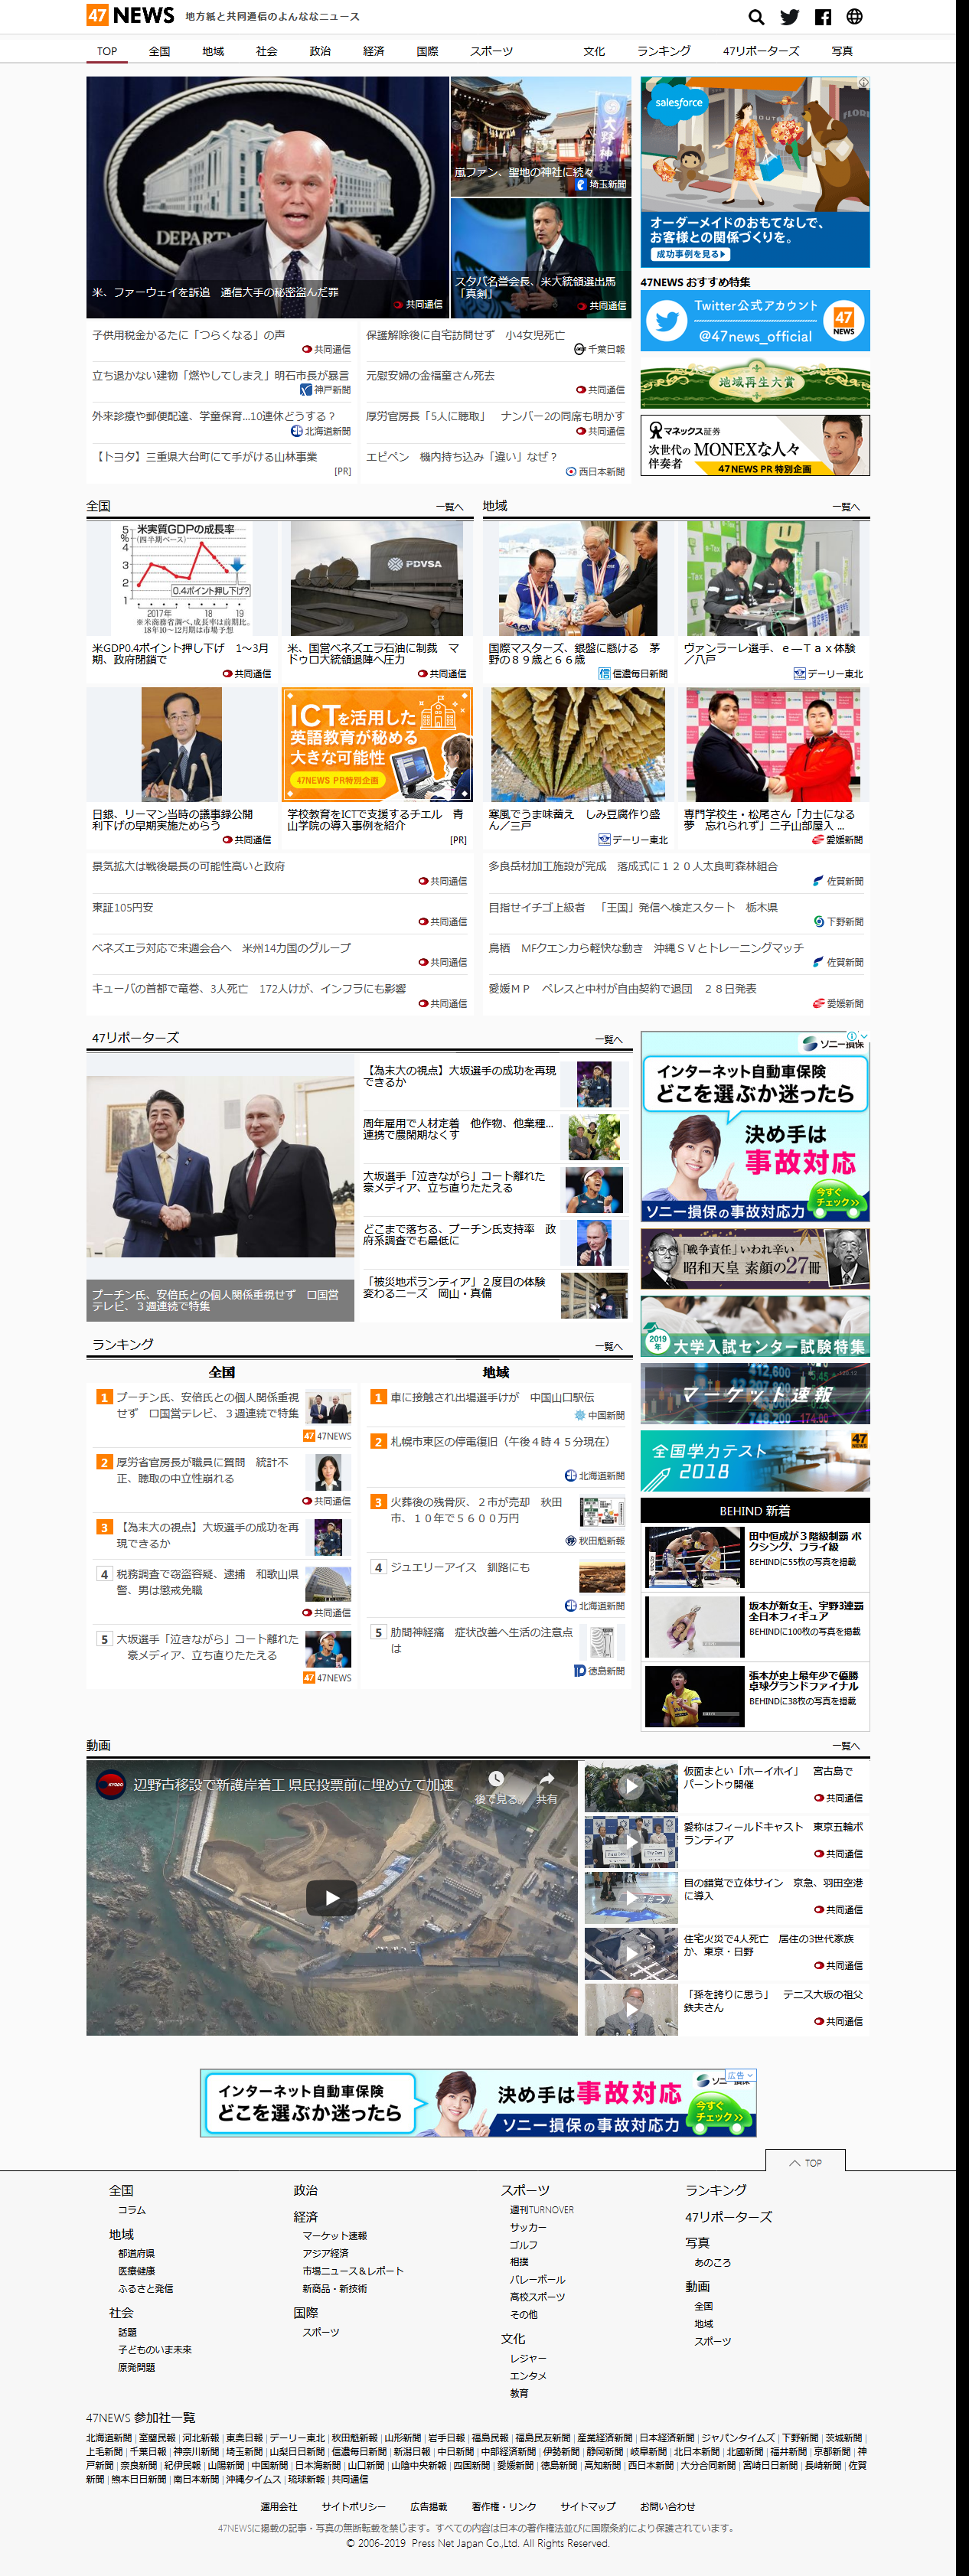 47 NEWS 地方紙と共同通信のよんななニュース
TOP 全国 地域 社会 政治 経済 国際 スポーツ 文化 ランキング 47リポーターズ 写真
米、ファーウェイを訴追　通信大手の秘密盗んだ罪
共同通信
嵐ファン、聖地の神社に続々
埼玉新聞
スタバ名誉会長、米大統領選出馬
「真剣」
共同通信
salesforce
オーダーメイドのおもてなしで、
お客様との関係づくりを。
成功事例を見る
47NEWS おすすめ特集
Twitter公式アカウント
@47news_official
47 NEWS
地域再生大賞
マネックス証券
次世代の MONEXな人々
伴奏者
47NEWS PR 特別企画
子供用税金かるたに「つらくなる」の声
共同通信
立ち退かない建物「燃やしてしまえ」明石市長が暴言
神戸新聞
外来診療や郵便配達、学童保育…10連休どうする？
北海道新聞
【トヨタ】三重県大台町にて手がける山林事業
[PR]
保護解除後に自宅訪問せず　小4女児死亡
千葉日報
元慰安婦の金福童さん死去
共同通信
厚労官房長「5人に聴取」　ナンバー2の同席も明かす
共同通信
エピペン　機内持ち込み「違い」なぜ？
西日本新聞
全国 一覧へ
米実質GDPの成長率
(四半期ベース)
0.4ポイント押し下げ?
2017年 18 19
※米商務省調べ、成長率は前期比。
18年10〜12月期は市場予想
米GDP0.4ポイント押し下げ　1〜3月
期、政府閉鎖で
共同通信
PDVSA
米、国営ベネズエラ石油に制裁　マ
ドゥロ大統領退陣へ圧力
共同通信
日銀、リーマン当時の議事録公開
利下げの早期実施ためらう
共同通信
ICTを活用した
英語教育が秘める
大きな可能性
47NEWS PR特別企画
学校教育をICTで支援するチエル　青
山学院の導入事例を紹介
[PR]
景気拡大は戦後最長の可能性高いと政府
共同通信
東証105円安
共同通信
ベネズエラ対応で来週会合へ　米州14カ国のグループ
共同通信
キューバの首都で竜巻、3人死亡　172人けが、インフラにも影響
共同通信
地域 一覧へ
国際マスターズ、銀盤に懸ける　茅
野の８９歳と６６歳
信濃毎日新聞
ヴァンラーレ選手、ｅ―Ｔａｘ体験
／八戸
デーリー東北
寒風でうま味蓄え　しみ豆腐作り盛
ん／三戸
デーリー東北
専門学校生・松尾さん「力士になる
夢　忘れられず」二子山部屋入 ...
愛媛新聞
多良岳材加工施設が完成　落成式に１２０人太良町森林組合
佐賀新聞
目指せイチゴ上級者　「王国」発信へ検定スタート　栃木県
下野新聞
鳥栖　MFクエンカら軽快な動き　沖縄ＳＶとトレーニングマッチ
佐賀新聞
愛媛ＭＰ　ペレスと中村が自由契約で退団　２８日発表
愛媛新聞
47リポーターズ 一覧へ
プーチン氏、安倍氏との個人関係重視せず　ロ国営
テレビ、３週連続で特集
【為末大の視点】大坂選手の成功を再現
できるか
周年雇用で人材定着　他作物、他業種…
連携で農閑期なくす
大坂選手「泣きながら」コート離れた
豪メディア、立ち直りたたえる
どこまで落ちる、プーチン氏支持率　政
府系調査でも最低に
「被災地ボランティア」２度目の体験
変わるニーズ　岡山・真備
ソニー損保
インターネット自動車保険
どこを選ぶか迷ったら
決め手は
事故対応
今すぐ
チェック
ソニー損保の事故対応力
「戦争責任」いわれ辛い
昭和天皇 素顔の27冊
2019年 大学入試センター試験特集
マーケット速報
全国学力テスト
2018
47 NEWS
ランキング 一覧へ
全国
1 プーチン氏、安倍氏との個人関係重視
せず　ロ国営テレビ、３週連続で特集
47NEWS
2 厚労省官房長が職員に質問　統計不
正、聴取の中立性崩れる
共同通信
3 【為末大の視点】大坂選手の成功を再
現できるか
4 税務調査で窃盗容疑、逮捕　和歌山県
警、男は懲戒免職
共同通信
5 大坂選手「泣きながら」コート離れた
豪メディア、立ち直りたたえる
47NEWS
地域
1 車に接触され出場選手けが　中国山口駅伝
中国新聞
2 札幌市東区の停電復旧（午後４時４５分現在）
北海道新聞
3 火葬後の残骨灰、２市が売却　秋田
市、１０年で５６００万円
秋田魁新報
4 ジュエリーアイス　釧路にも
北海道新聞
5 肋間神経痛　症状改善へ生活の注意点
は
徳島新聞
BEHIND 新着
田中恒成が３階級制覇 ボ
クシング、フライ級
BEHINDに55枚の写真を掲載
坂本が新女王、宇野3連覇
全日本フィギュア
BEHINDに100枚の写真を掲載
張本が史上最年少で優勝
卓球グランドファイナル
BEHINDに38枚の写真を掲載
動画 一覧へ
KYODO 辺野古移設で新護岸着工 県民投票前に埋め立て加速
後で見る 共有
仮面まとい「ホーイホイ」　宮古島で
パーントゥ開催
共同通信
愛称はフィールドキャスト　東京五輪ボ
ランティア
共同通信
目の錯覚で立体サイン　京急、羽田空港
に導入
共同通信
住宅火災で4人死亡　居住の3世代家族
か、東京・日野
共同通信
「孫を誇りに思う」　テニス大坂の祖父
鉄夫さん
共同通信
インターネット自動車保険
どこを選ぶか迷ったら
決め手は事故対応
ソニー損保の事故対応力
今すぐ
チェック
広告
TOP
全国
コラム
地域
都道府県
医療健康
ふるさと発信
社会
話題
子どものいま未来
原発問題
政治
経済
マーケット速報
アジア経済
市場ニュース＆レポート
新商品・新技術
国際
スポーツ
スポーツ
週刊TURNOVER
サッカー
ゴルフ
相撲
バレーボール
高校スポーツ
その他
文化
レジャー
エンタメ
教育
ランキング
47リポーターズ
写真
あのころ
動画
全国
地域
スポーツ
47NEWS 参加社一覧
北海道新聞 | 室蘭民報 | 河北新報 | 東奥日報 | デーリー東北 | 秋田魁新報 | 山形新聞 | 岩手日報 | 福島民報 | 福島民友新聞 | 産業経済新聞 | 日本経済新聞 | ジャパンタイムズ | 下野新聞 | 茨城新聞 |
上毛新聞 | 千葉日報 | 神奈川新聞 | 埼玉新聞 | 山梨日日新聞 | 信濃毎日新聞 | 新潟日報 | 中日新聞 | 中部経済新聞 | 伊勢新聞 | 静岡新聞 | 岐阜新聞 | 北日本新聞 | 北國新聞 | 福井新聞 | 京都新聞 | 神
戸新聞 | 奈良新聞 | 紀伊民報 | 山陽新聞 | 中国新聞 | 日本海新聞 | 山口新聞 | 山陰中央新報 | 四国新聞 | 愛媛新聞 | 徳島新聞 | 高知新聞 | 西日本新聞 | 大分合同新聞 | 宮崎日日新聞 | 長崎新聞 | 佐賀
新聞 | 熊本日日新聞 | 南日本新聞 | 沖縄タイムス | 琉球新報 | 共同通信
運用会社 サイトポリシー 広告掲載 著作権・リンク サイトマップ お問い合わせ
47NEWSに掲載の記事・写真の無断転載を禁じます。すべての内容は日本の著作権法並びに国際条約により保護されています。
© 2006-2019 Press Net Japan Co.,Ltd. All Rights Reserved.